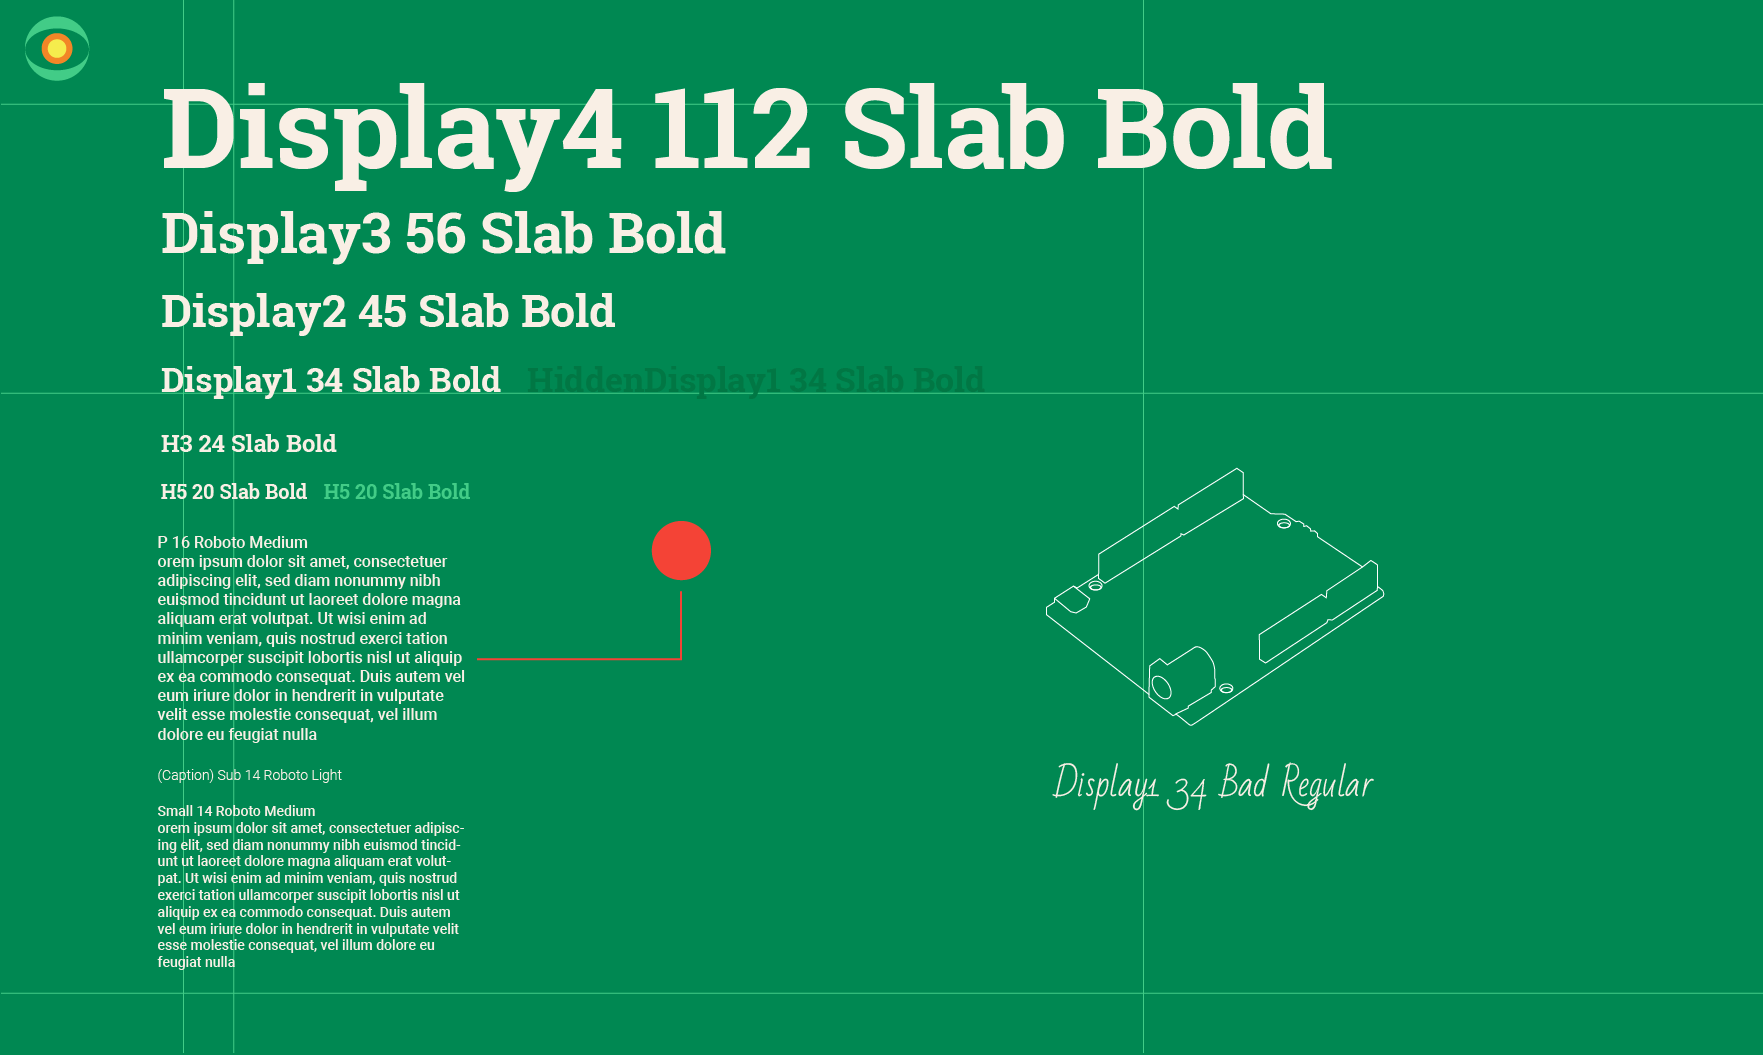 Display4 112 Slab Bold
Display3 56 Slab Bold
Display2 45 Slab Bold
Display1 34 Slab Bold HiddenDisplay1 34 Slab Bold
H3 24 Slab Bold
H5 20 Slab Bold H5 20 Slab Bold
P 16 Roboto Medium
orem ipsum dolor sit amet, consectetuer
adipiscing elit, sed diam nonummy nibh
euismod tincidunt ut laoreet dolore magna
aliquam erat volutpat. Ut wisi enim ad
minim veniam, quis nostrud exerci tation
ullamcorper suscipit lobortis nisl ut aliquip
ex ea commodo consequat. Duis autem vel
eum iriure dolor in hendrerit in vulputate
velit esse molestie consequat, vel illum
dolore eu feugiat nulla
(Caption) Sub 14 Roboto Light
Small 14 Roboto Medium
orem ipsum dolor sit amet, consectetuer adipisc-
ing elit, sed diam nonummy nibh euismod tincid-
unt ut laoreet dolore magna aliquam erat volut-
pat. Ut wisi enim ad minim veniam, quis nostrud
exerci tation ullamcorper suscipit lobortis nisl ut
aliquip ex ea commodo consequat. Duis autem
vel eum iriure dolor in hendrerit in vulputate velit
esse molestie consequat, vel illum dolore eu
feugiat nulla
Display1 34 Bad Regular